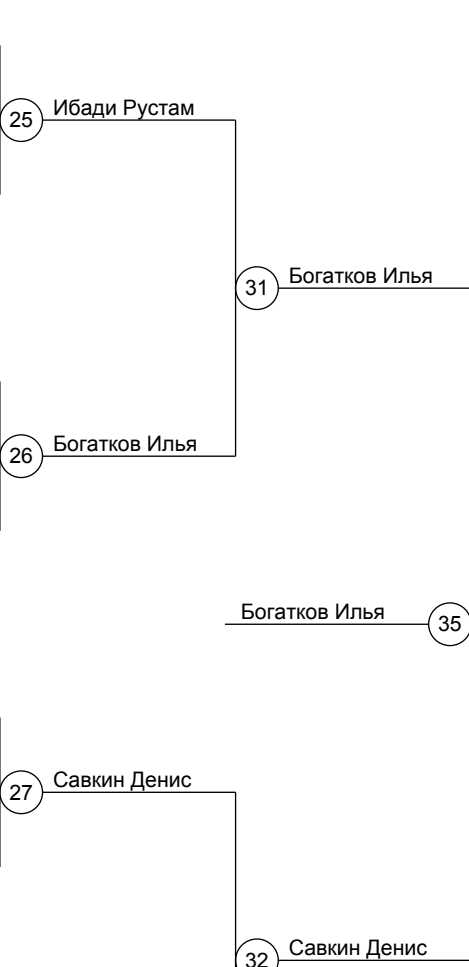 25 Ибади Рустам
31 Богатков Илья
26 Богатков Илья
Богатков Илья 35
27 Савкин Денис
32 Савкин Денис